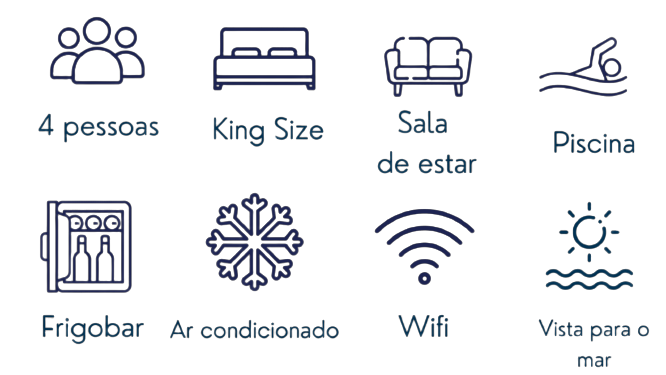 4 pessoas
King Size
Sala
de estar
Piscina
Frigobar
Ar condicionado
Wifi
Vista para o
mar